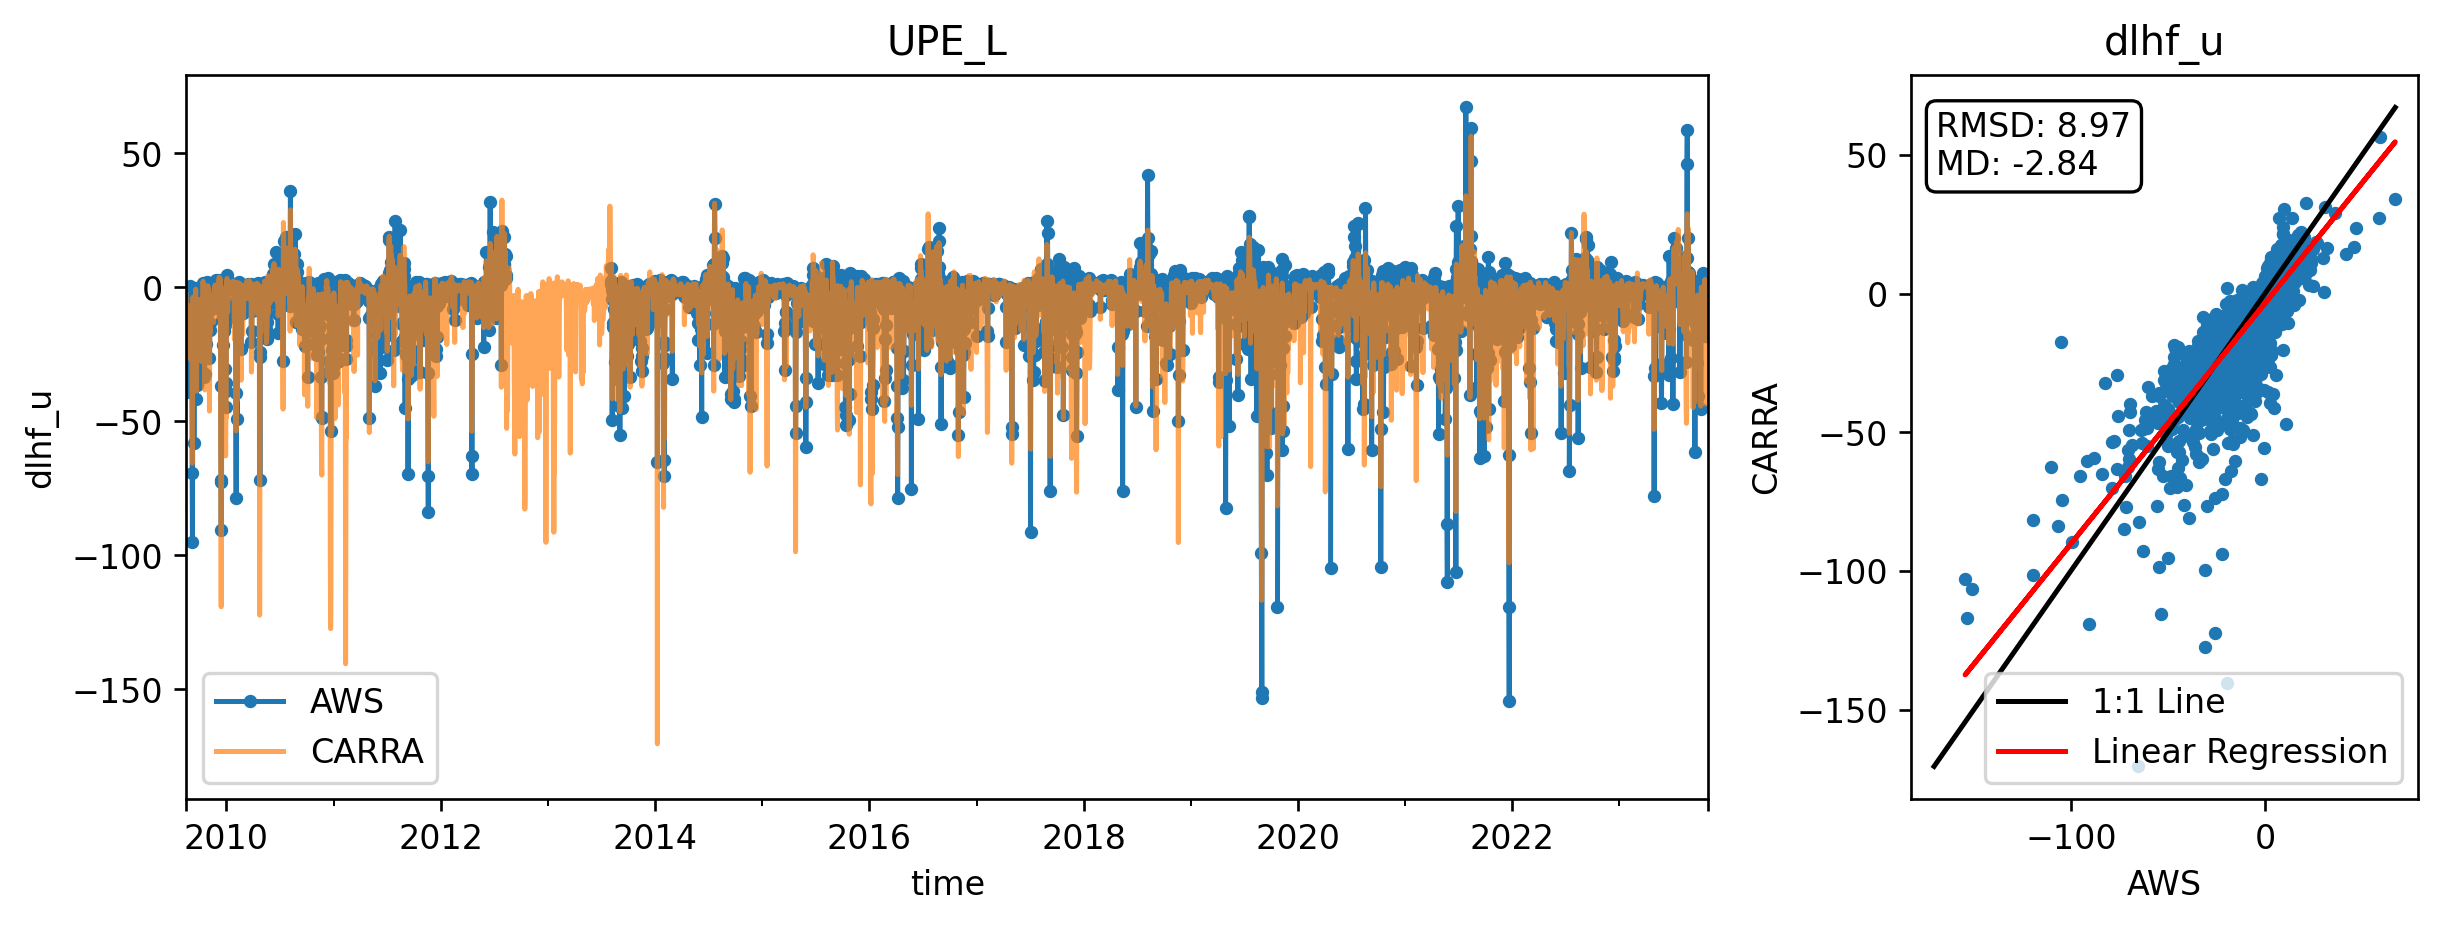 UPE_L
dlhf_u
50
0
−50
−100
−150
AWS
CARRA
2010
2012
2014
2016
2018
2020
2022
time
dlhf_u
RMSD: 8.97
MD: -2.84
CARRA
50
0
−50
−100
−150
1:1 Line
Linear Regression
−100
0
AWS